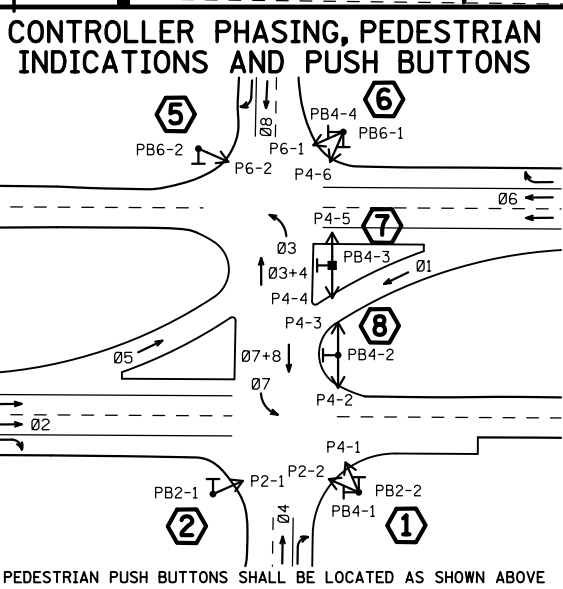 CONTROLLER PHASING, PEDESTRIAN
INDICATIONS AND PUSH BUTTONS
6
5
PB4-4
Ø8
PB6-1
PB6-2
P6-1
P6-2
P4-6
Ø6
P4-5
7
Ø3
PB4-3
Ø3+4
Ø1
P4-4
P4-3
8
Ø5
Ø7+8
PB4-2
Ø7
P4-2
Ø2
P4-1
P2-2
P2-1
PB2-1
PB2-2
PB4-1
Ø4
2
1
PEDESTRIAN PUSH BUTTONS SHALL BE LOCATED AS SHOWN ABOVE